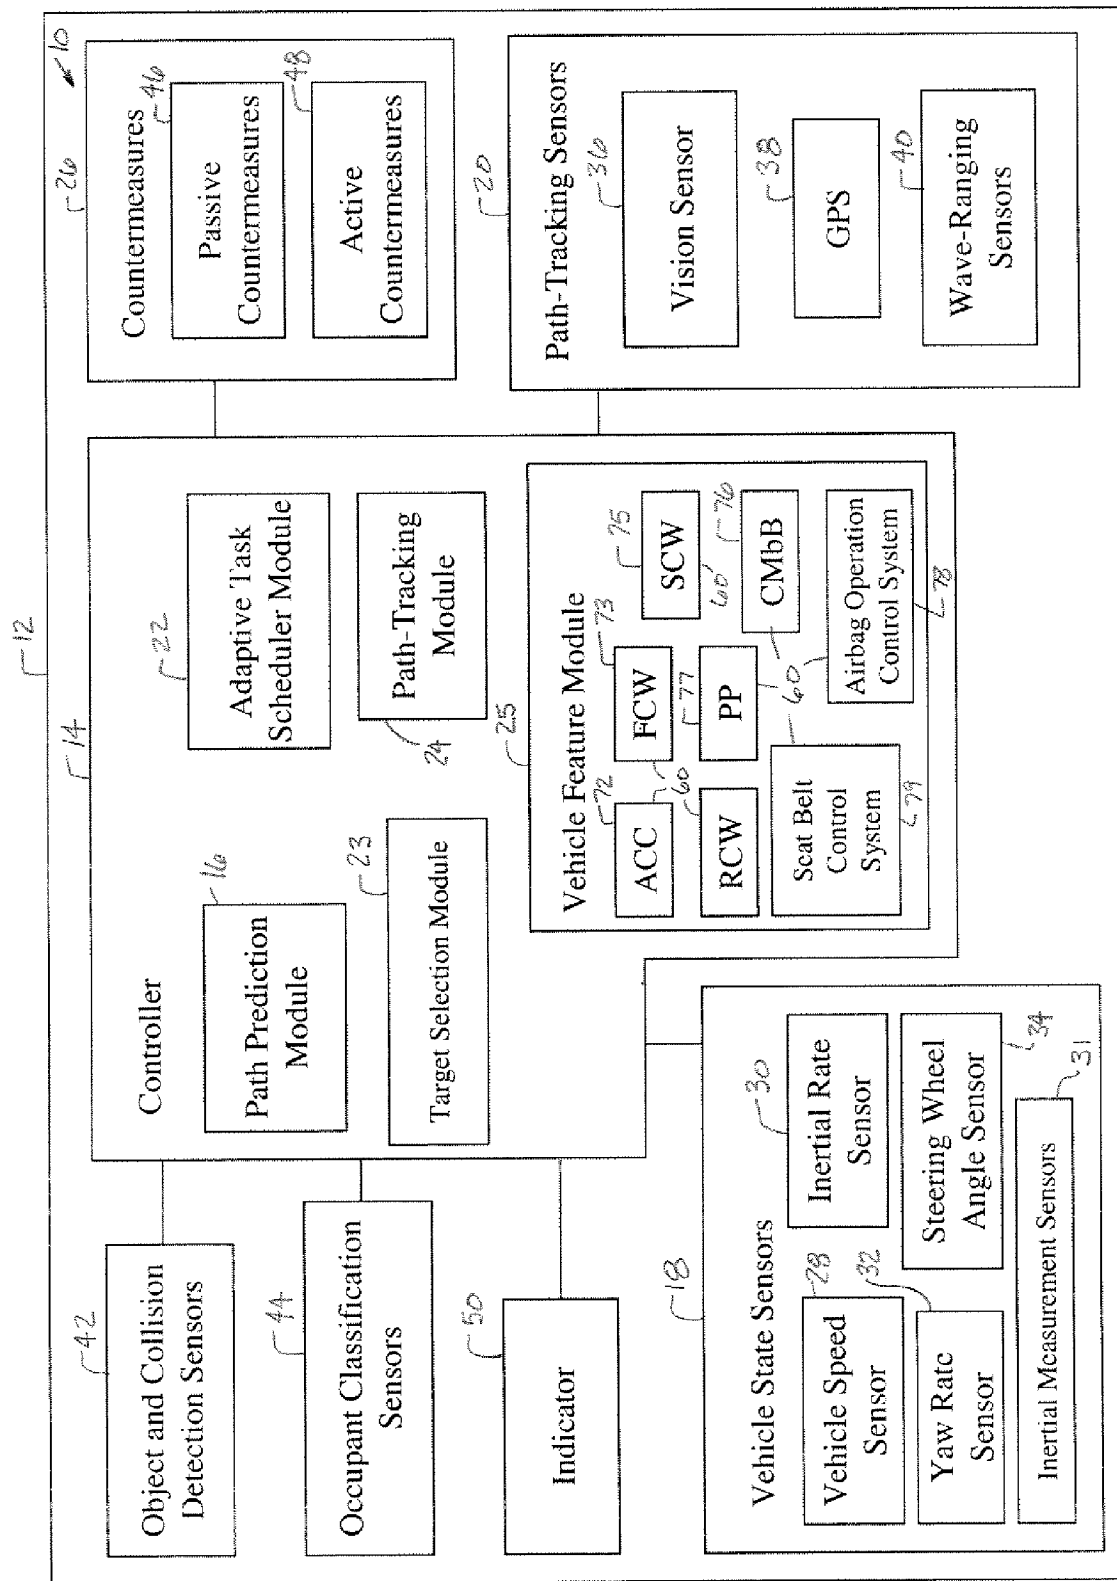 12
10
42
Object and Collision
Detection Sensors
44
Occupant Classification
Sensors
50
Indicator
14
Controller
16
Path Prediction
Module
22
Adaptive Task
Scheduler Module
23
Target Selection Module
24
Path-Tracking
Module
25
Vehicle Feature Module
72
ACC
73
FCW
75
SCW
60
60
60
76
RCW
77
PP
CMbB
60
Seat Belt
Control
System
79
Airbag Operation
Control System
78
26
Countermeasures
46
Passive
Countermeasures
48
Active
Countermeasures
20
Path-Tracking Sensors
36
Vision Sensor
38
GPS
40
Wave-Ranging
Sensors
18
Vehicle State Sensors
28
Vehicle Speed
Sensor
30
Inertial Rate
Sensor
32
Yaw Rate
Sensor
34
Steering Wheel
Angle Sensor
31
Inertial Measurement Sensors